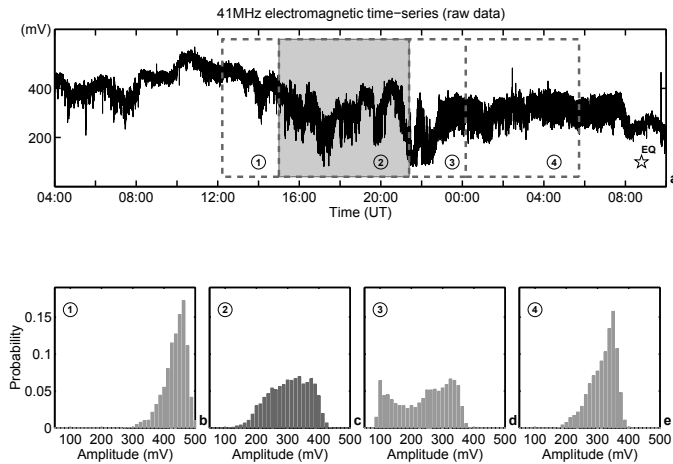 41MHz electromagnetic time−series (raw data)
(mV)
400
200
1 2 3 4
EQ
a
04:00 08:00 12:00 16:00 20:00 00:00 04:00 08:00
Time (UT)
Probability
0.15
0.1
0.05
0
1 2 3 4
b c d e
100 200 300 400 500 100 200 300 400 500 100 200 300 400 500 100 200 300 400 500
Amplitude (mV) Amplitude (mV) Amplitude (mV) Amplitude (mV)